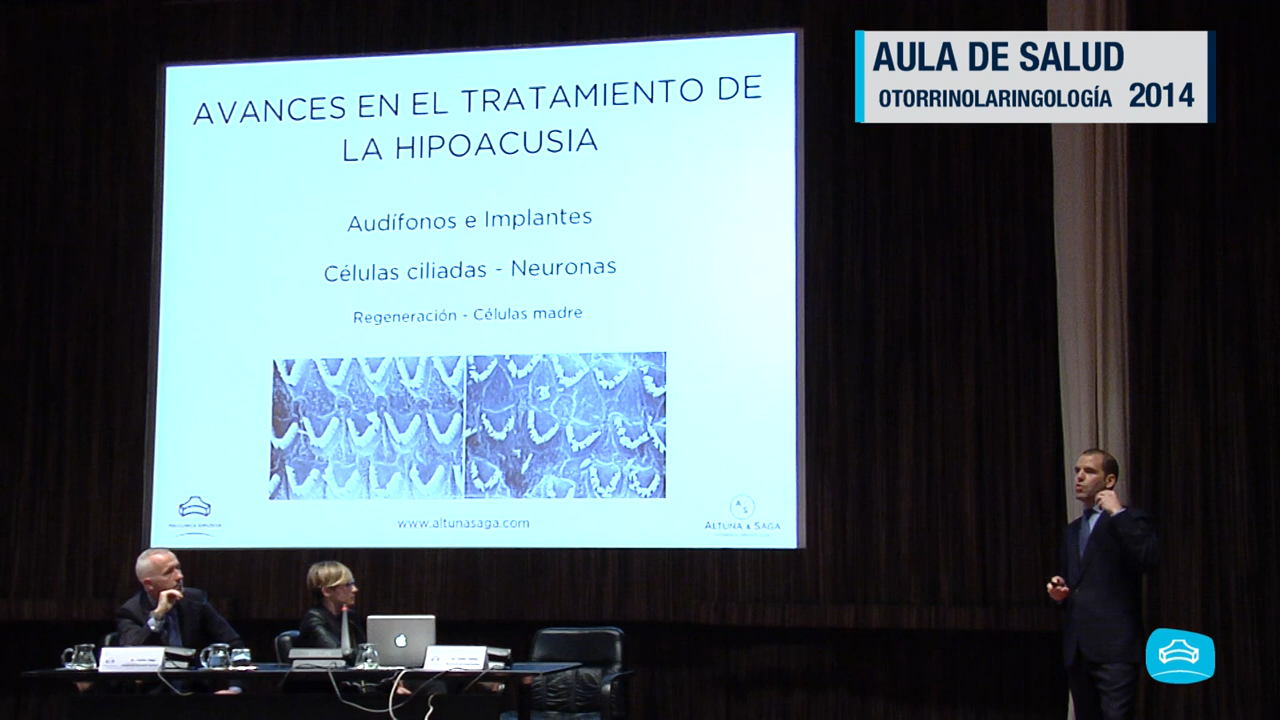 AULA DE SALUD
OTORRINOLARINGOLOGÍA 2014
AVANCES EN EL TRATAMIENTO DE
LA HIPOACUSIA
Audífonos e Implantes
Células ciliadas - Neuronas
Regeneración - Células madre
www.altunasaga.com
A S
ALTUNA & SAGA